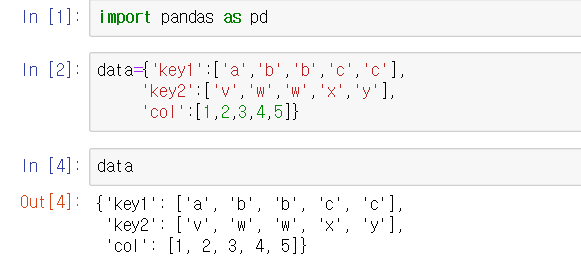 In [1]: import pandas as pd
In [2]: data={'key1':['a','b','b','c','c'],
'key2':['v','w','w','x','y'],
'col':[1,2,3,4,5]}
In [4]: data
Out[4]: {'key1': ['a', 'b', 'b', 'c', 'c'],
'key2': ['v', 'w', 'w', 'x', 'y'],
'col': [1, 2, 3, 4, 5]}